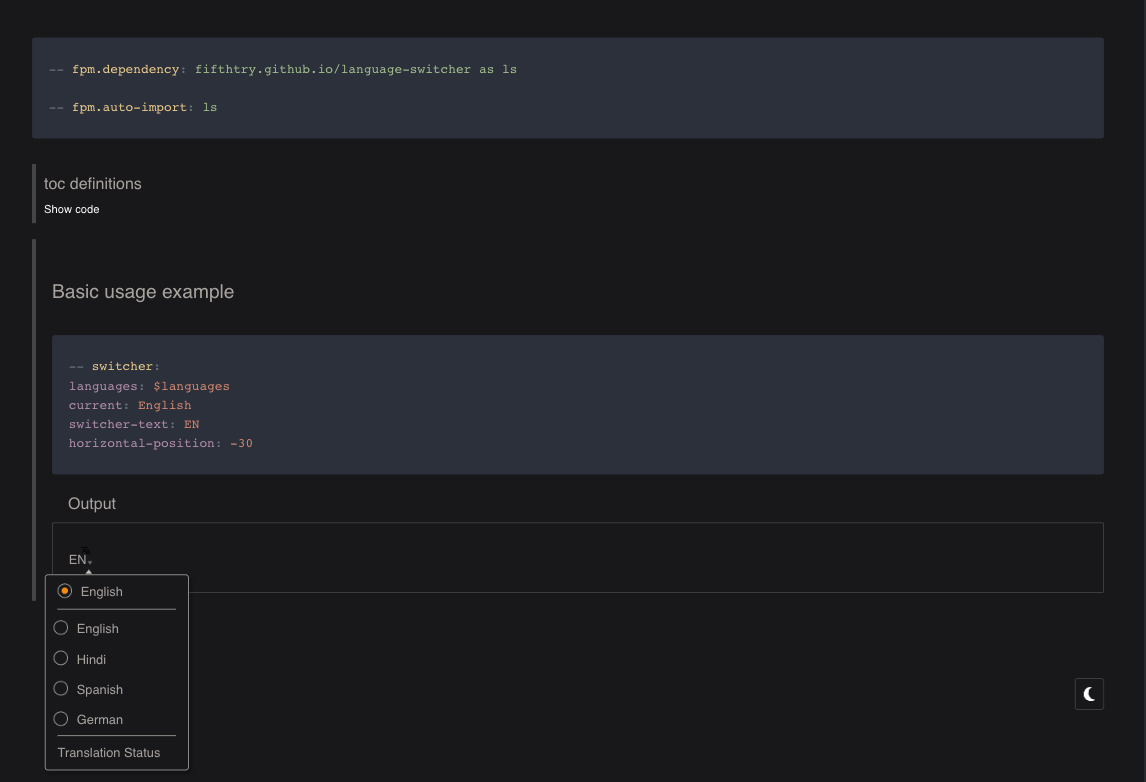 -- fpm.dependency: fifthtry.github.io/language-switcher as ls
-- fpm.auto-import: ls
toc definitions
Show code
Basic usage example
-- switcher:
languages: $languages
current: English
switcher-text: EN
horizontal-position: -30
Output
EN
English
English
Hindi
Spanish
German
Translation Status